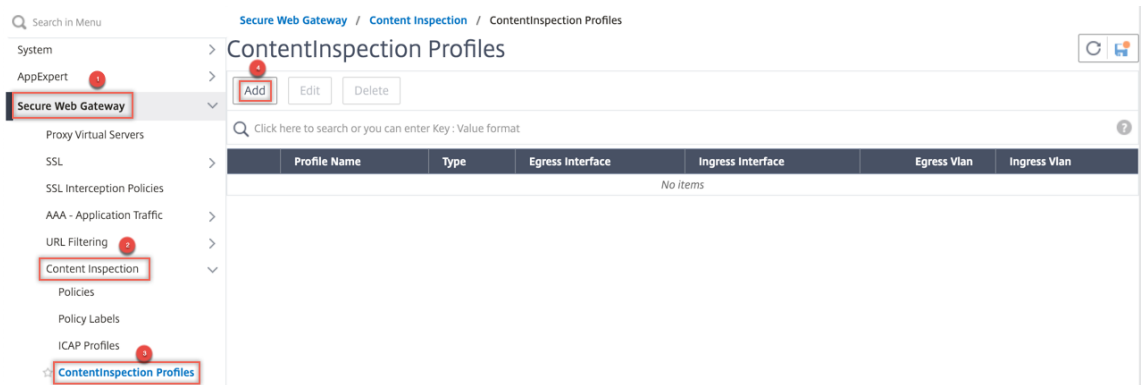 Search in Menu
System
AppExpert
1
Secure Web Gateway
Proxy Virtual Servers
SSL
SSL Interception Policies
AAA - Application Traffic
URL Filtering
2
Content Inspection
Policies
Policy Labels
ICAP Profiles
3
ContentInspection Profiles
Secure Web Gateway / Content Inspection / ContentInspection Profiles
ContentInspection Profiles
4
Add Edit Delete
Click here to search or you can enter Key : Value format
?
Profile Name Type Egress Interface Ingress Interface Egress Vlan Ingress Vlan
No items